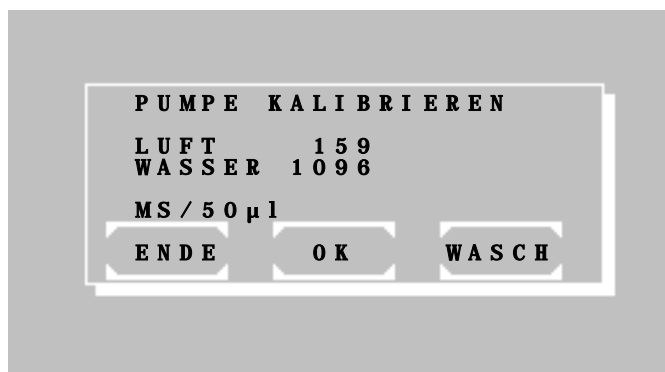 PUMPE KALIBRIEREN
LUFT 159
WASSER 1096
MS/50µl
ENDE OK WASCH